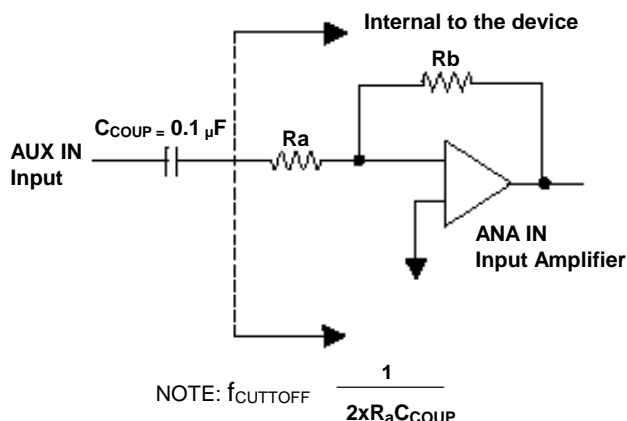 Internal to the device
Rb
CCOUP = 0.1 µF
Ra
AUX IN
Input
ANA IN
Input Amplifier
NOTE: fCUTTOFF 1
2xRaCCOUP